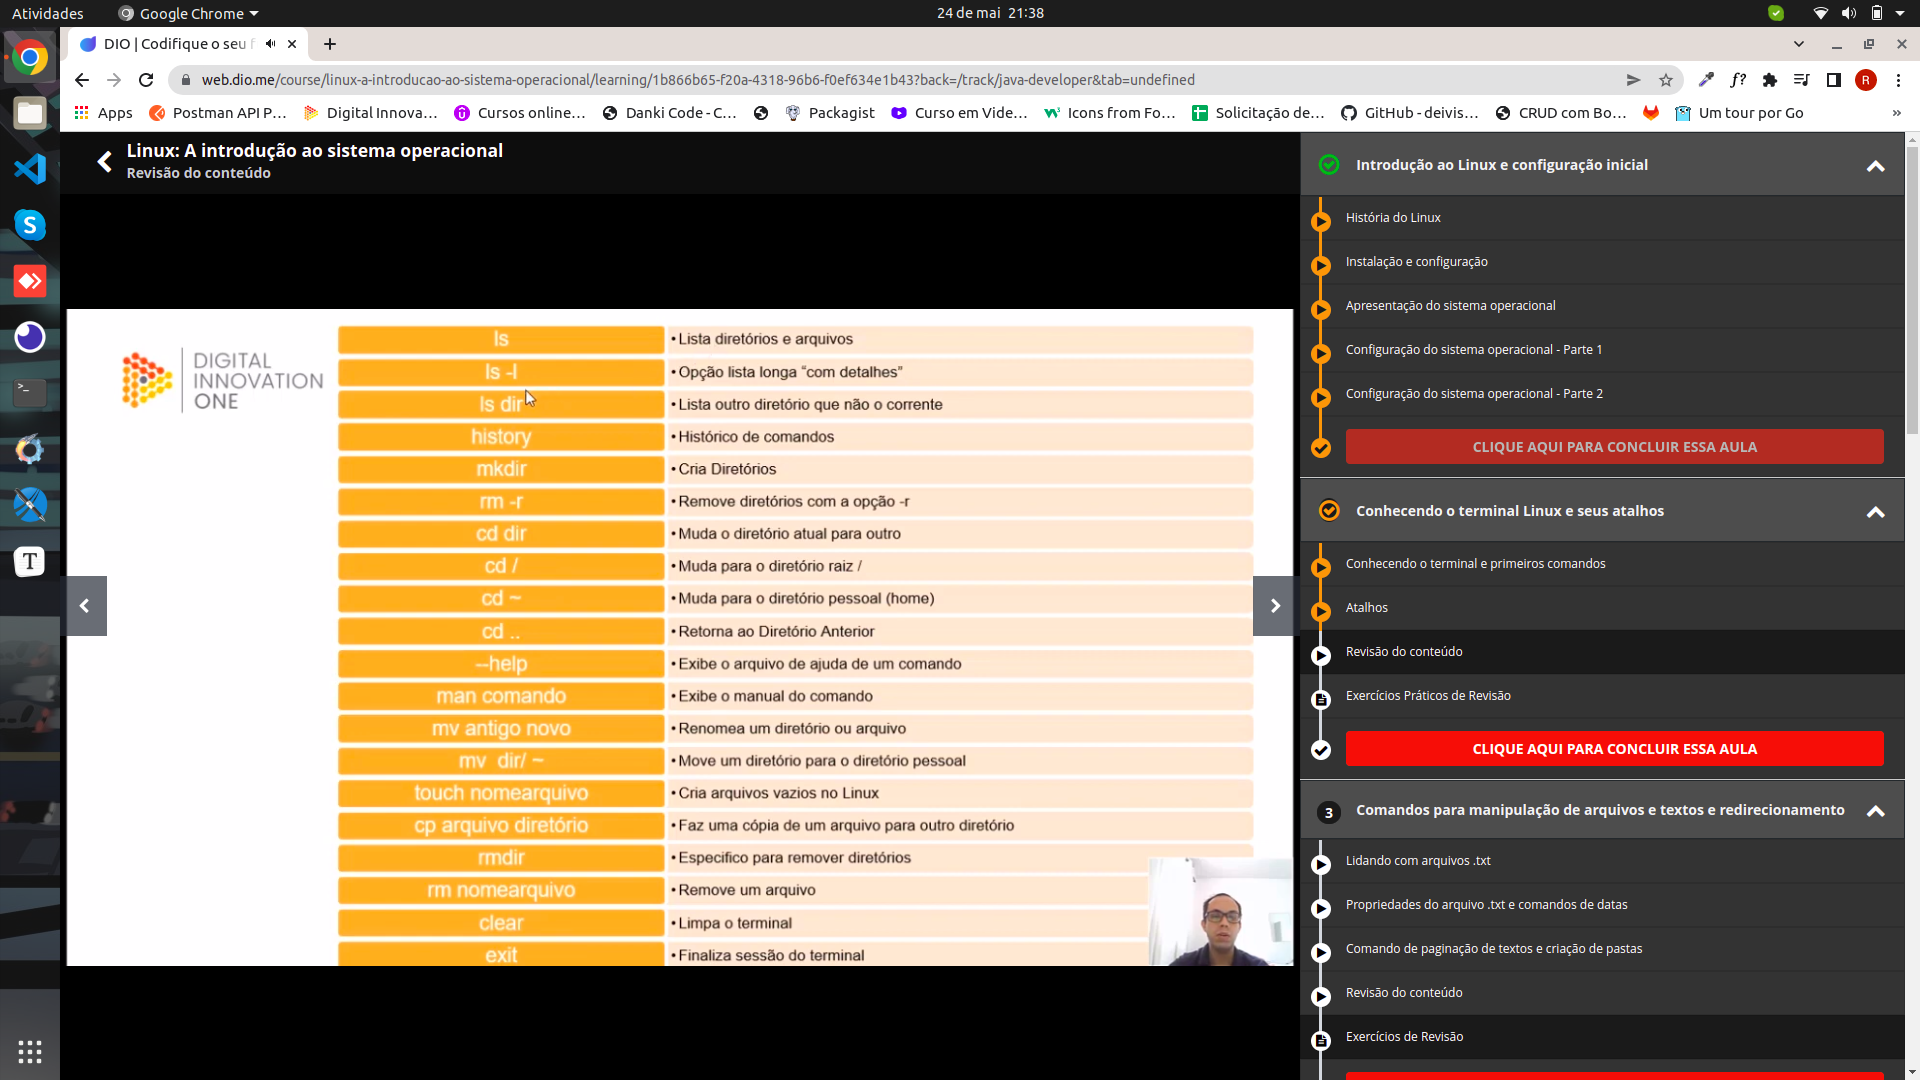 Atividades
Google Chrome
24 de mai 21:38
DIO | Codifique o seu f
web.dio.me/course/linux-a-introducao-ao-sistema-operacional/learning/1b866b65-f20a-4318-96b6-f0ef634e1b43?back=/track/java-developer&tab=undefined
f?
R
Apps
Postman API P...
Digital Innova...
Cursos online...
Danki Code - C...
Packagist
Curso em Vide...
Icons from Fo...
Solicitação de...
GitHub - deivis...
CRUD com Bo...
Um tour por Go
»
Linux: A introdução ao sistema operacional
Revisão do conteúdo
DIGITAL
INNOVATION
ONE
ls •Lista diretórios e arquivos
ls -l •Opção lista longa “com detalhes”
ls dir •Lista outro diretório que não o corrente
history •Histórico de comandos
mkdir •Cria Diretórios
rm -r •Remove diretórios com a opção -r
cd dir •Muda o diretório atual para outro
cd / •Muda para o diretório raiz /
cd ~ •Muda para o diretório pessoal (home)
cd .. •Retorna ao Diretório Anterior
--help •Exibe o arquivo de ajuda de um comando
man comando •Exibe o manual do comando
mv antigo novo •Renomea um diretório ou arquivo
mv dir/ ~ •Move um diretório para o diretório pessoal
touch nomearquivo •Cria arquivos vazios no Linux
cp arquivo diretório •Faz uma cópia de um arquivo para outro diretório
rmdir •Especifico para remover diretórios
rm nomearquivo •Remove um arquivo
clear •Limpa o terminal
exit •Finaliza sessão do terminal
Introdução ao Linux e configuração inicial
História do Linux
Instalação e configuração
Apresentação do sistema operacional
Configuração do sistema operacional - Parte 1
Configuração do sistema operacional - Parte 2
CLIQUE AQUI PARA CONCLUIR ESSA AULA
Conhecendo o terminal Linux e seus atalhos
Conhecendo o terminal e primeiros comandos
Atalhos
Revisão do conteúdo
Exercícios Práticos de Revisão
CLIQUE AQUI PARA CONCLUIR ESSA AULA
3 Comandos para manipulação de arquivos e textos e redirecionamento
Lidando com arquivos .txt
Propriedades do arquivo .txt e comandos de datas
Comando de paginação de textos e criação de pastas
Revisão do conteúdo
Exercícios de Revisão